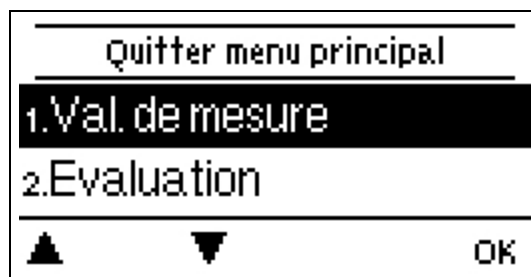 Quitter menu principal
1.Val. de mesure
2.Evaluation
▲ ▼ OK